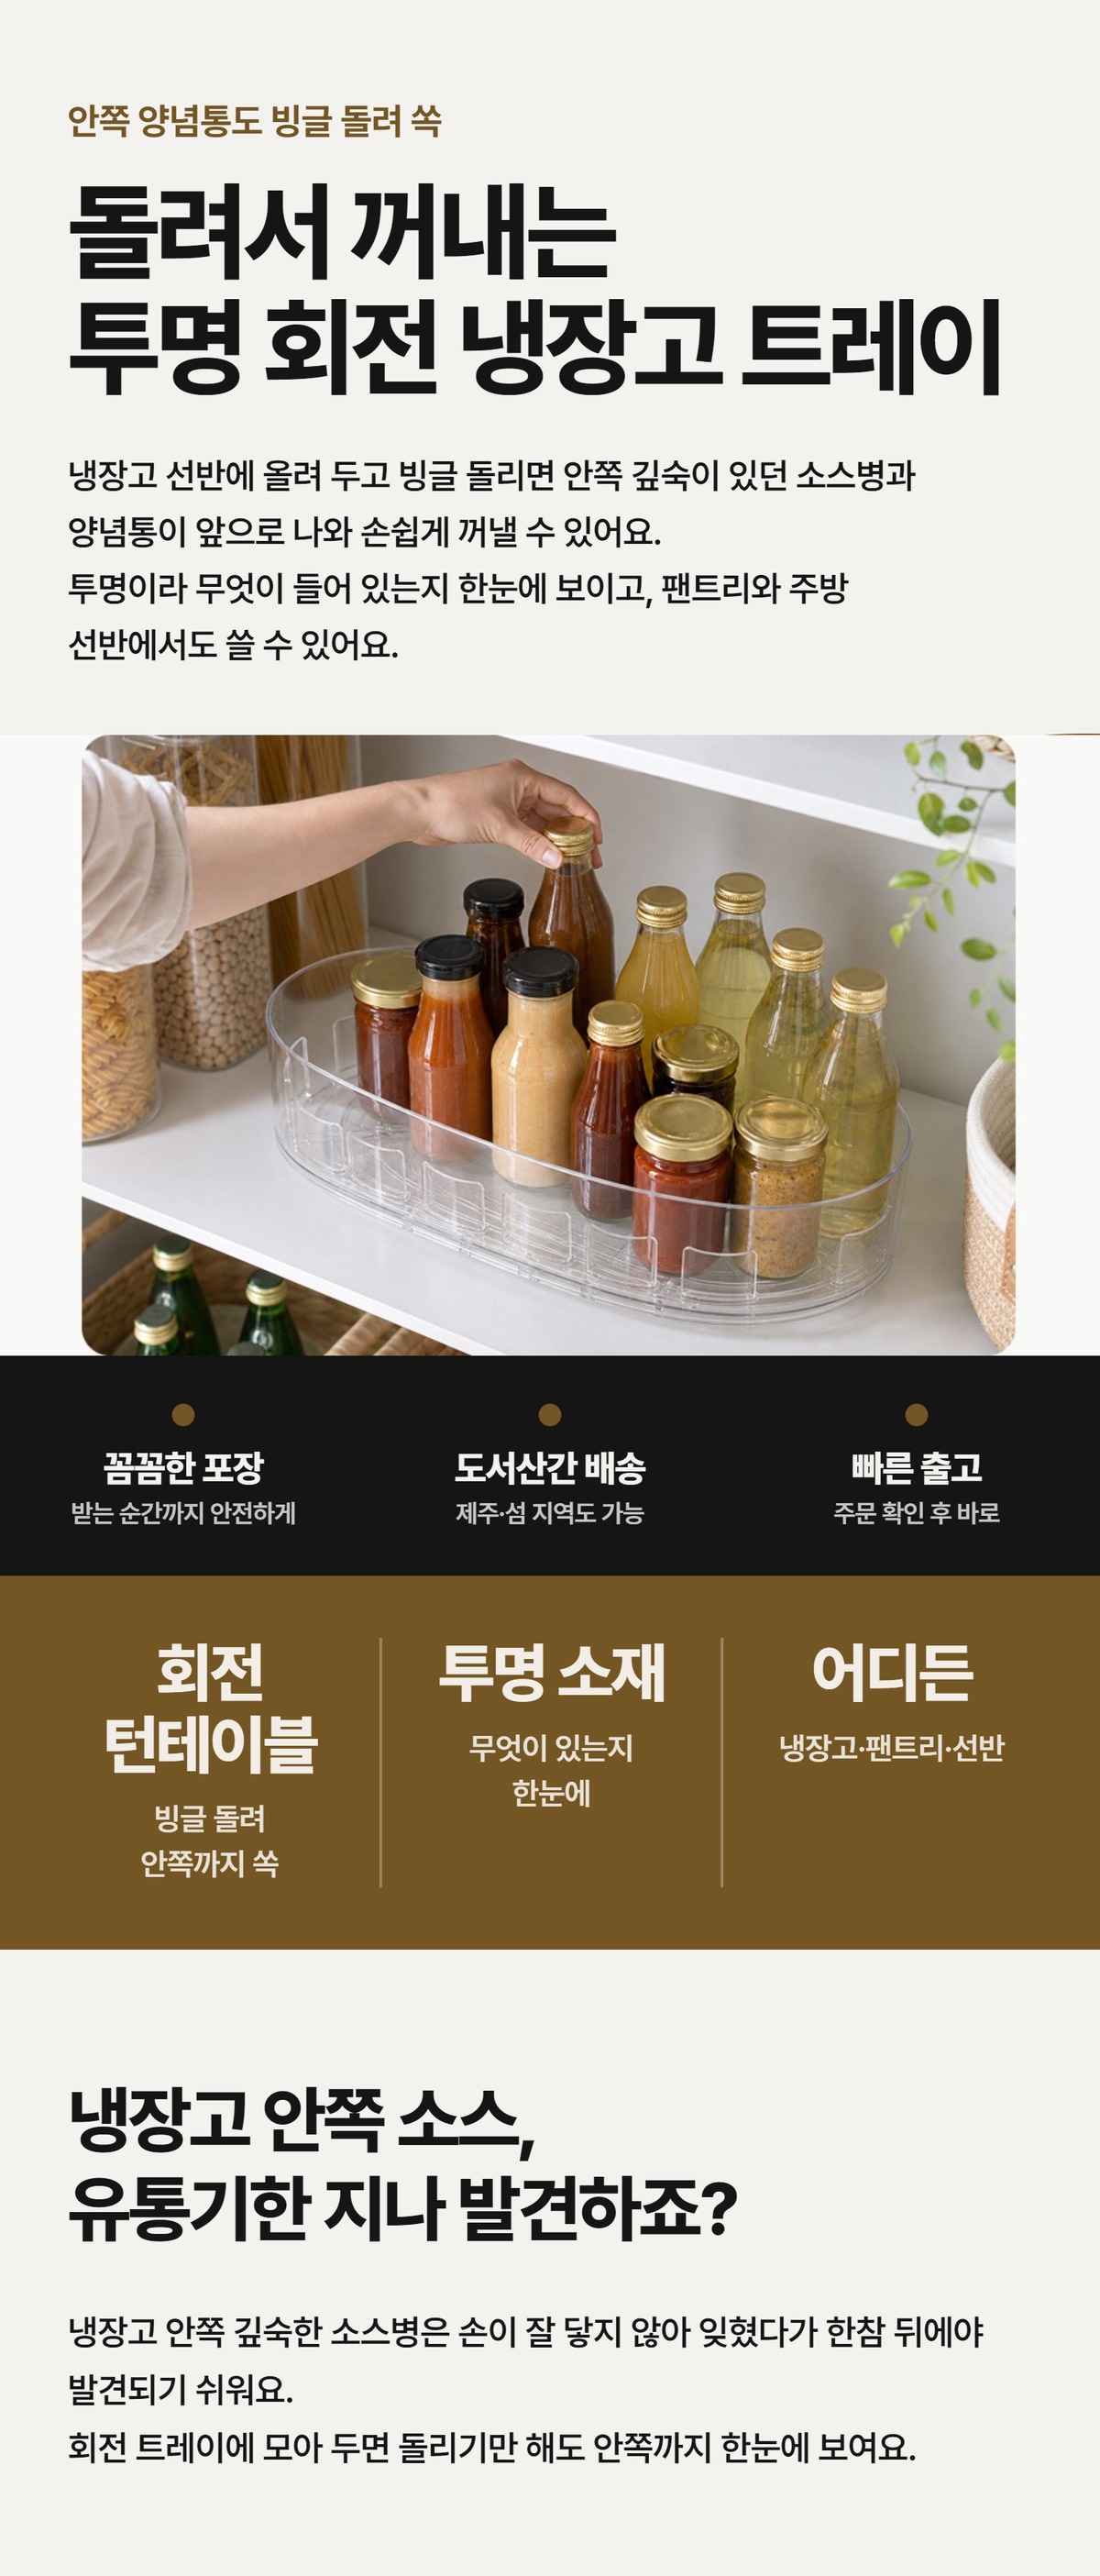 안쪽 양념통도 빙글 돌려 쏙
돌려서 꺼내는
투명 회전 냉장고 트레이
냉장고 선반에 올려 두고 빙글 돌리면 안쪽 깊숙이 있던 소스병과
양념통이 앞으로 나와 손쉽게 꺼낼 수 있어요.
투명이라 무엇이 들어 있는지 한눈에 보이고, 팬트리와 주방
선반에서도 쓸 수 있어요.
꼼꼼한 포장
받는 순간까지 안전하게
도서산간 배송
제주·섬 지역도 가능
빠른 출고
주문 확인 후 바로
회전
턴테이블
빙글 돌려
안쪽까지 쏙
투명 소재
무엇이 있는지
한눈에
어디든
냉장고·팬트리·선반
냉장고 안쪽 소스,
유통기한 지나 발견하죠?
냉장고 안쪽 깊숙한 소스병은 손이 잘 닿지 않아 잊혔다가 한참 뒤에야
발견되기 쉬워요.
회전 트레이에 모아 두면 돌리기만 해도 안쪽까지 한눈에 보여요.